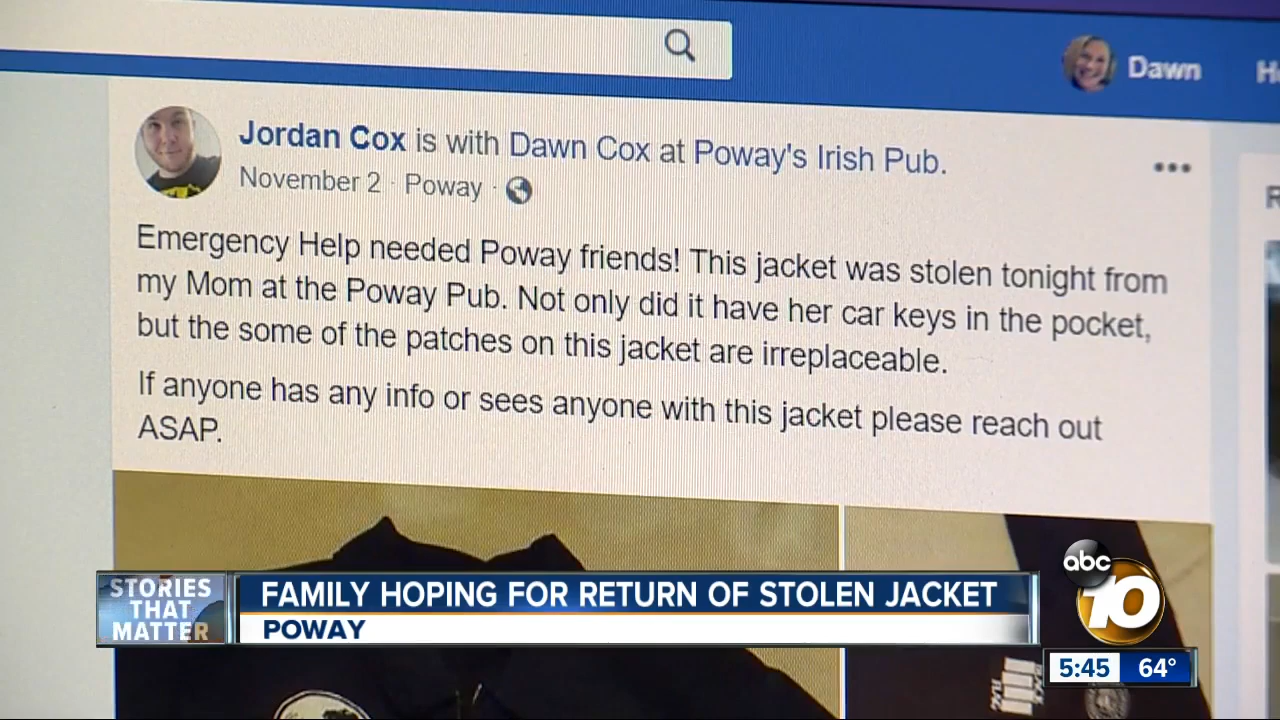 Dawn
H
Jordan Cox is with Dawn Cox at Poway's Irish Pub.
November 2 · Poway ·
Emergency Help needed Poway friends! This jacket was stolen tonight from
my Mom at the Poway Pub. Not only did it have her car keys in the pocket,
but the some of the patches on this jacket are irreplaceable.
If anyone has any info or sees anyone with this jacket please reach out
ASAP.
R
STORIES
THAT
MATTER
FAMILY HOPING FOR RETURN OF STOLEN JACKET
POWAY
abc
10
5:45 64°